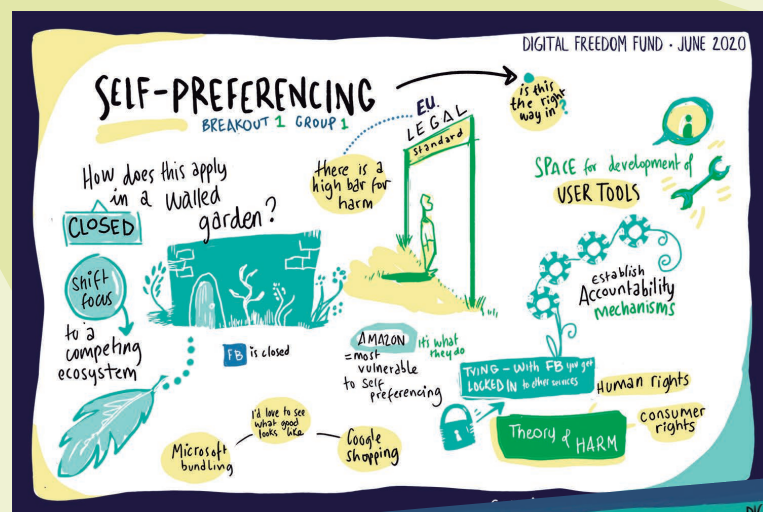 DIGITAL FREEDOM FUND · JUNE 2020
SELF-PREFERENCING
BREAKOUT 1 GROUP 1
is this
the right
way in?
E.U.
LEGAL
Standard
there is a
high bar for
harm
How does this apply
in a walled
garden?
CLOSED
Shift
focus
to a
competing
ecosystem
FB is closed
SPACE for development of
USER TOOLS
establish
Accountability
mechanisms
AMAZON it's what
they do
=most
vulnerable
to self
preferencing
TYING - With FB you get
LOCKED IN to other services
Human rights
consumer
rights
Theory of HARM
I'd love to see
what good
looks like
Microsoft
bundling
Google
shopping